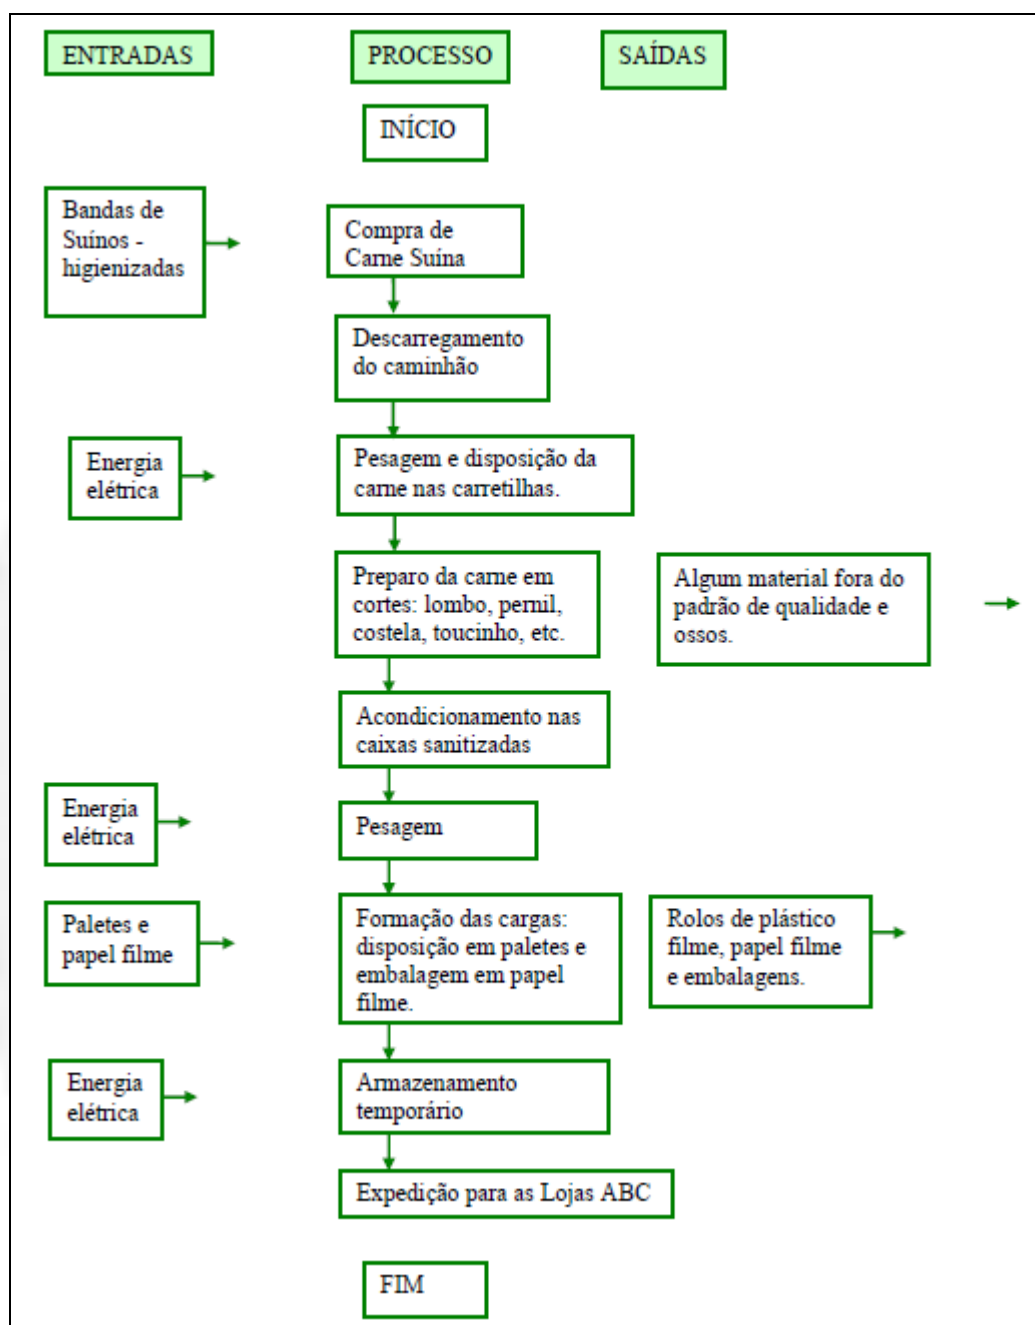 ENTRADAS
PROCESSO
SAÍDAS
INÍCIO
Bandas de
Suínos -
higienizadas
Compra de
Carne Suína
Descarregamento
do caminhão
Energia
elétrica
Pesagem e disposição da
carne nas carretilhas.
Preparo da carne em
cortes: lombo, pernil,
costela, toucinho, etc.
Algum material fora do
padrão de qualidade e
ossos.
Acondicionamento nas
caixas sanitizadas
Energia
elétrica
Pesagem
Paletes e
papel filme
Formação das cargas:
disposição em paletes e
embalagem em papel
filme.
Rolos de plástico
filme, papel filme
e embalagens.
Energia
elétrica
Armazenamento
temporário
Expedição para as Lojas ABC
FIM